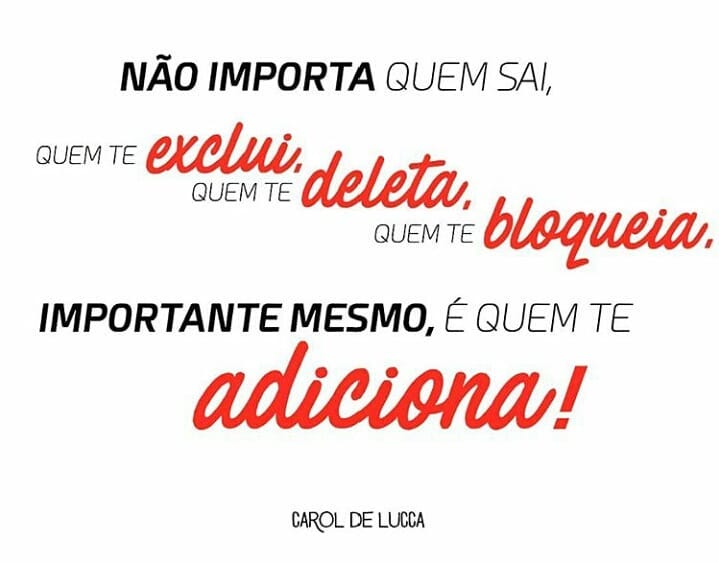 NÃO IMPORTA QUEM SAI,
QUEM TE exclui,
QUEM TE deleta,
QUEM TE bloqueia,
IMPORTANTE MESMO, É QUEM TE
adiciona!
CAROL DE LUCCA